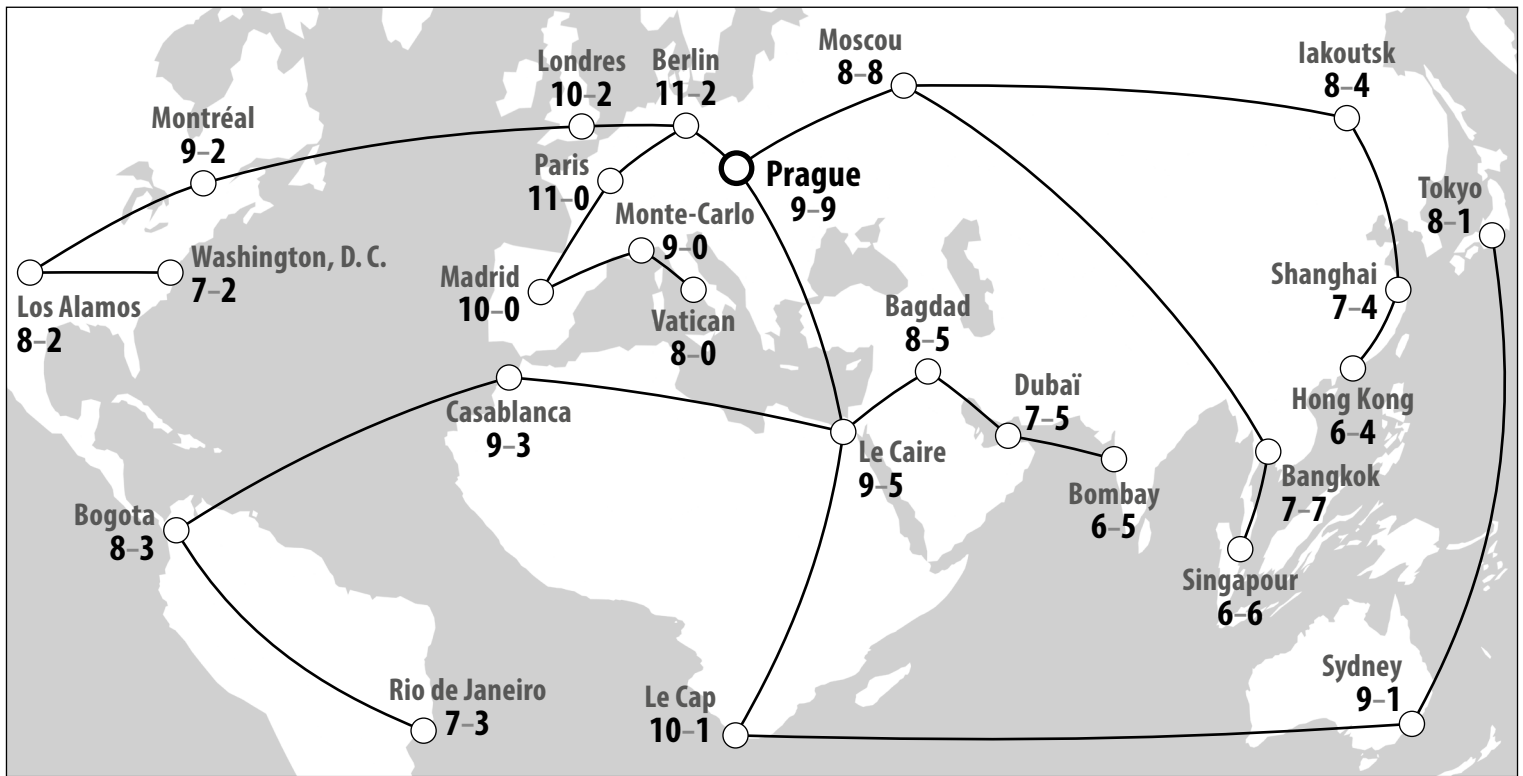 Moscou
8–8
Iakoutsk
8–4
Londres
10–2
Berlin
11–2
Montréal
9–2
Paris
11–0
Prague
9–9
Tokyo
8–1
Monte-Carlo
9–0
Washington, D. C.
7–2
Madrid
10–0
Shanghai
7–4
Los Alamos
8–2
Vatican
8–0
Bagdad
8–5
Dubaï
7–5
Hong Kong
6–4
Casablanca
9–3
Le Caire
9–5
Bangkok
7–7
Bombay
6–5
Bogota
8–3
Singapour
6–6
Sydney
9–1
Rio de Janeiro
7–3
Le Cap
10–1